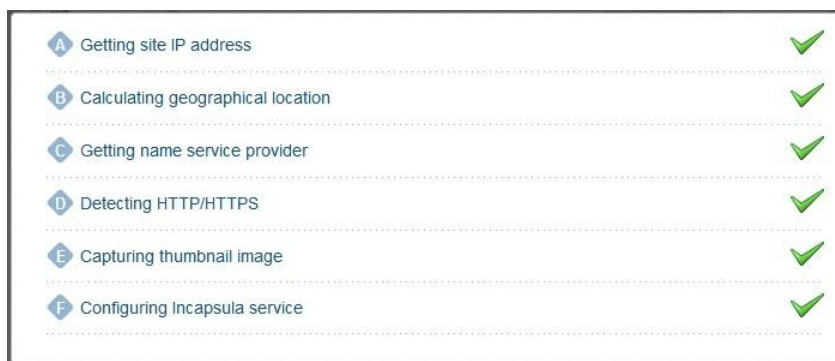 A Getting site IP address
B Calculating geographical location
C Getting name service provider
D Detecting HTTP/HTTPS
E Capturing thumbnail image
F Configuring Incapsula service